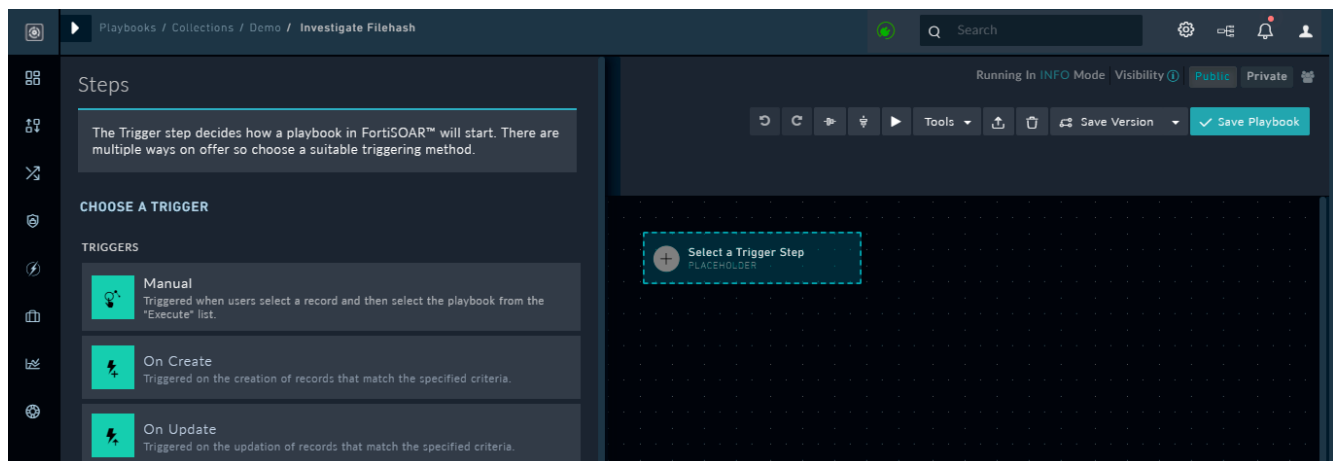 Playbooks / Collections / Demo / Investigate Filehash
Search
Steps
Running In INFO Mode Visibility Public Private
The Trigger step decides how a playbook in FortiSOAR™ will start. There are
multiple ways on offer so choose a suitable triggering method.
Tools Save Version Save Playbook
CHOOSE A TRIGGER
TRIGGERS
Manual
Triggered when users select a record and then select the playbook from the
"Execute" list.
On Create
Triggered on the creation of records that match the specified criteria.
On Update
Triggered on the updation of records that match the specified criteria.
Select a Trigger Step
PLACEHOLDER